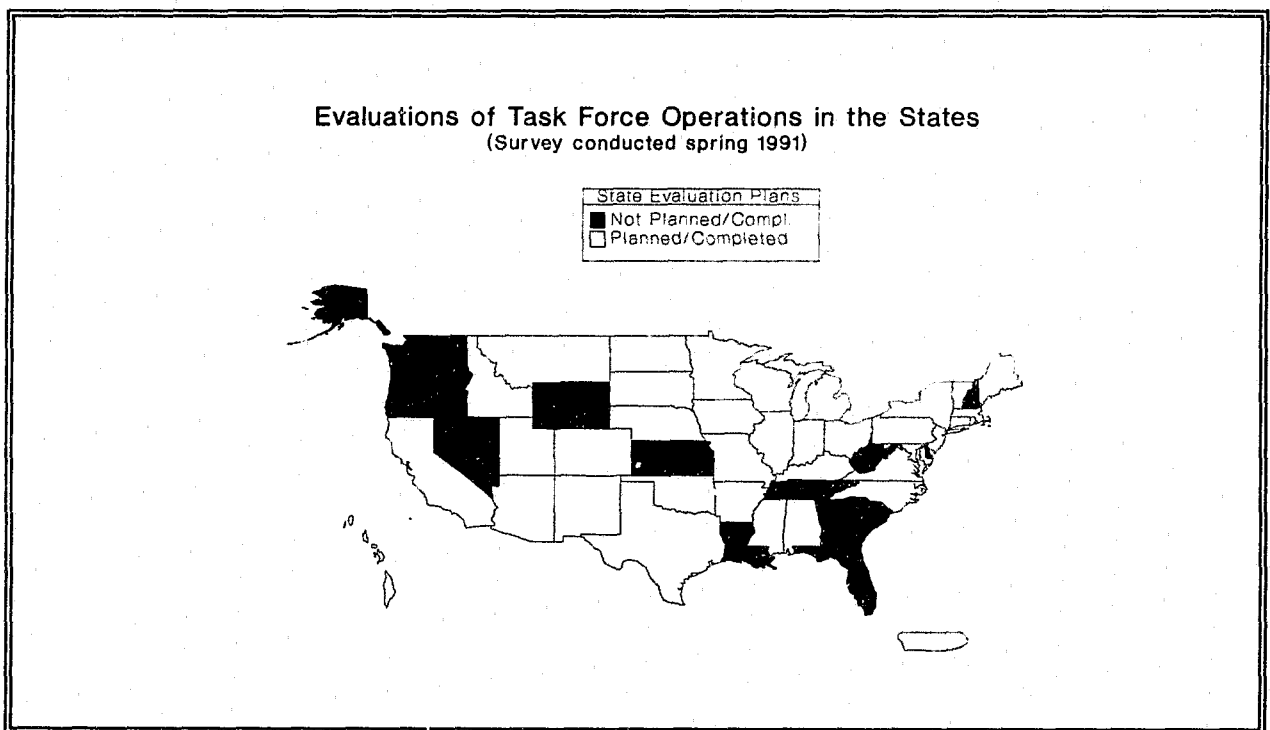 Evaluations of Task Force Operations in the States
(Survey conducted spring 1991)
State Evaluation Plans
Not Planned/Compl.
Planned/Completed